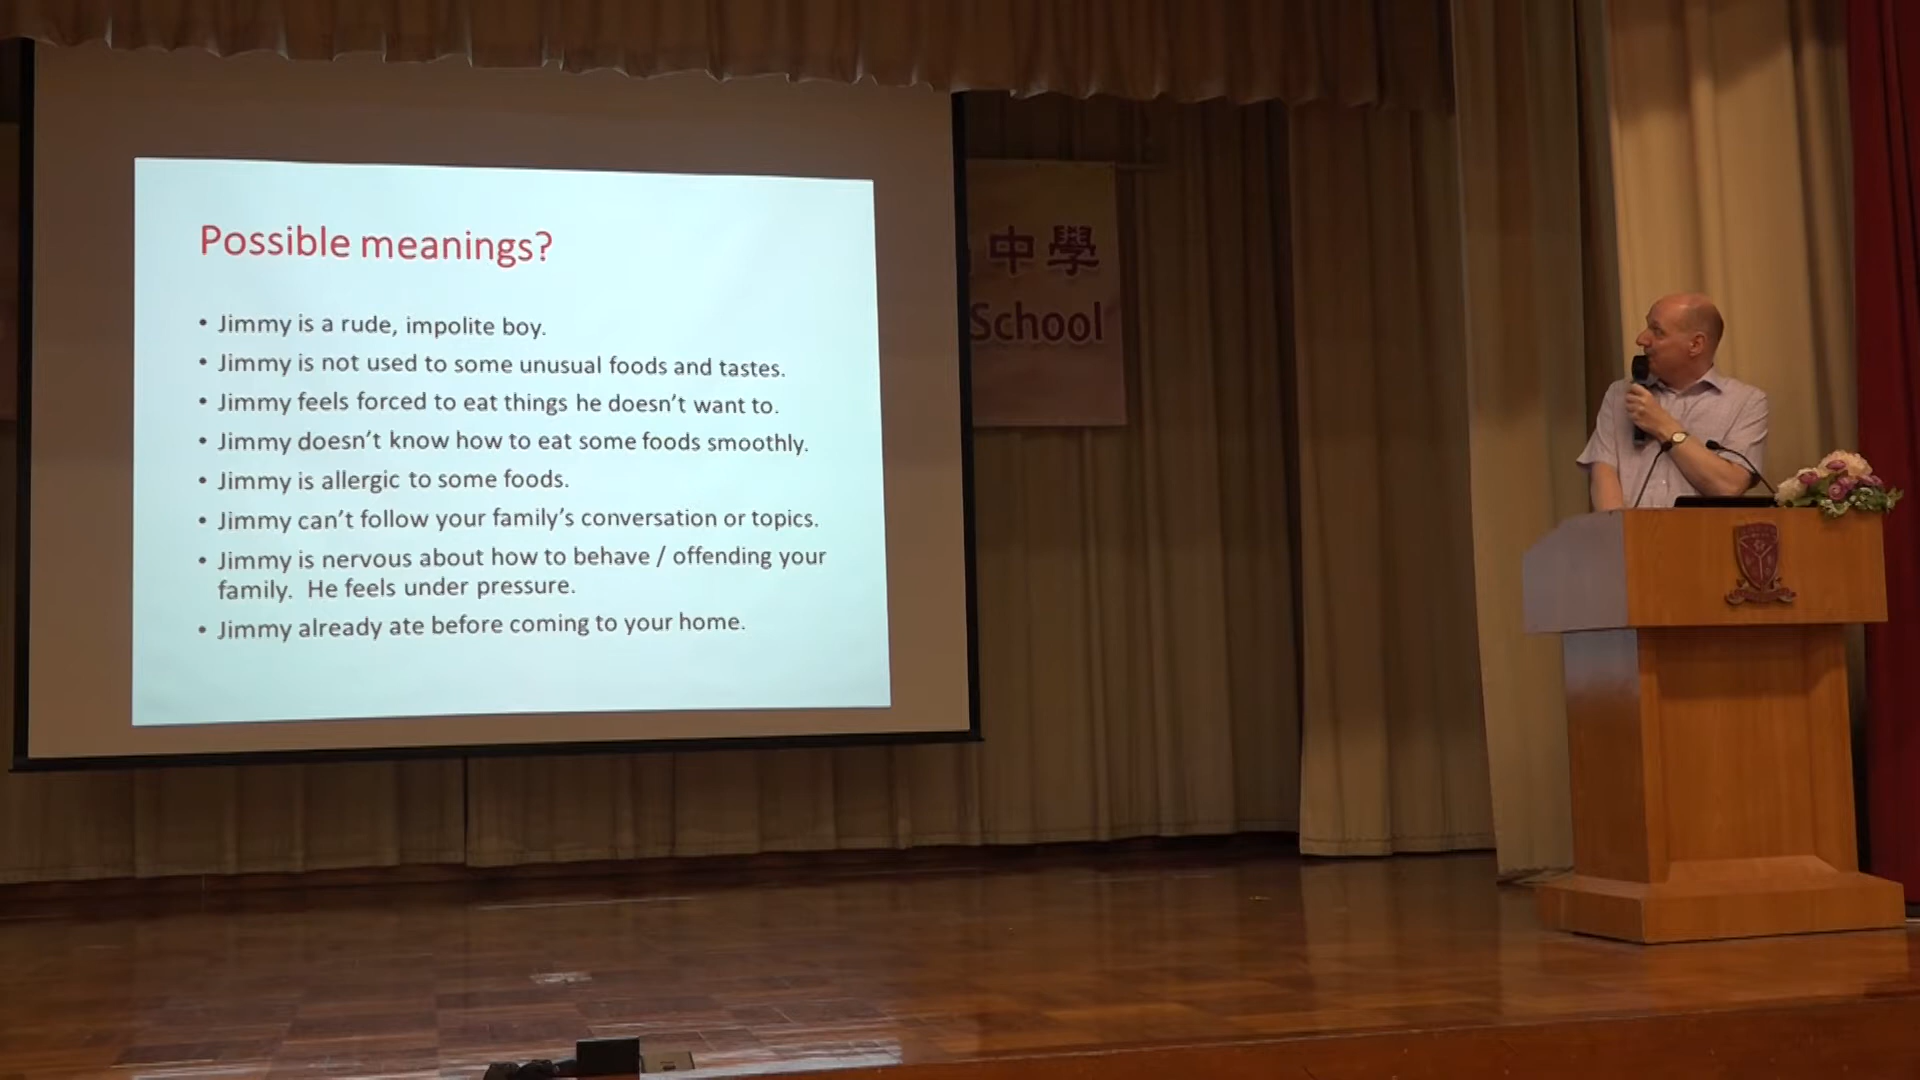 Possible meanings?
• Jimmy is a rude, impolite boy.
• Jimmy is not used to some unusual foods and tastes.
• Jimmy feels forced to eat things he doesn't want to.
• Jimmy doesn't know how to eat some foods smoothly.
• Jimmy is allergic to some foods.
• Jimmy can't follow your family's conversation or topics.
• Jimmy is nervous about how to behave / offending your
family. He feels under pressure.
• Jimmy already ate before coming to your home.
中學
School